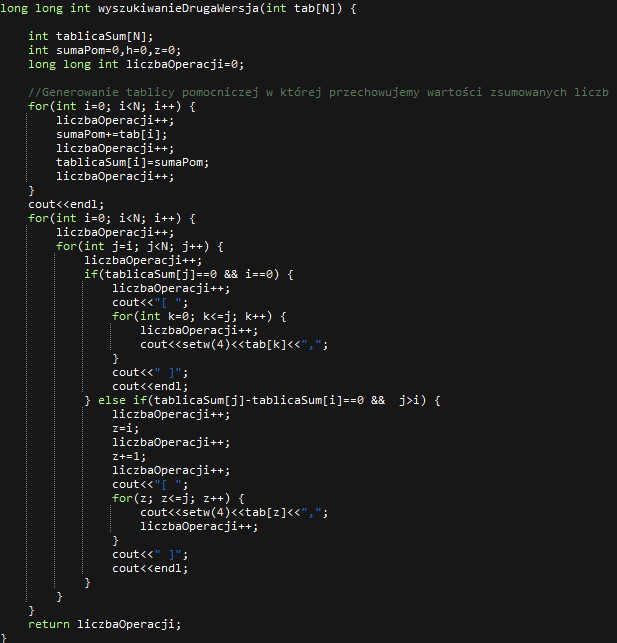 long long int wyszukiwanieDrugaWersja(int tab[N]) {
int tablicaSum[N];
int sumaPom=0,h=0,z=0;
long long int liczbaOperacji=0;
//Generowanie tablicy pomocniczej w której przechowujemy wartości zsumowanych liczb
for(int i=0; i<N; i++) {
liczbaOperacji++;
sumaPom+=tab[i];
liczbaOperacji++;
tablicaSum[i]=sumaPom;
liczbaOperacji++;
}
cout<<endl;
for(int i=0; i<N; i++) {
liczbaOperacji++;
for(int j=i; j<N; j++) {
liczbaOperacji++;
if(tablicaSum[j]==0 && i==0) {
liczbaOperacji++;
cout<<"[ ";
for(int k=0; k<=j; k++) {
liczbaOperacji++;
cout<<setw(4)<<tab[k]<<",";
}
cout<<" ]";
cout<<endl;
} else if(tablicaSum[j]-tablicaSum[i]==0 &&  j>i) {
liczbaOperacji++;
z=i;
liczbaOperacji++;
z+=1;
liczbaOperacji++;
cout<<"[ ";
for(z; z<=j; z++) {
cout<<setw(4)<<tab[z]<<",";
liczbaOperacji++;
}
cout<<" ]";
cout<<endl;
}
}
}
return liczbaOperacji;
}